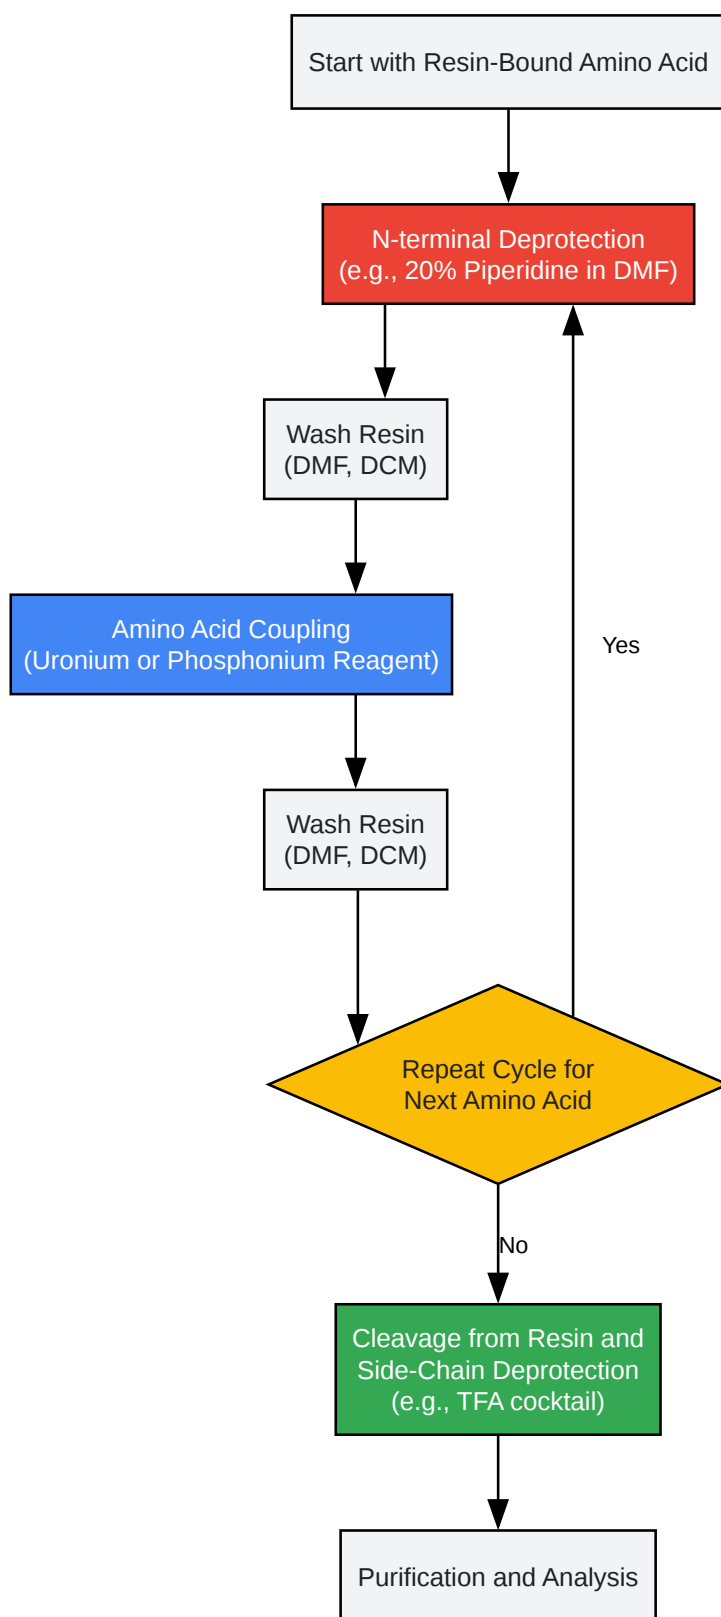 Start with Resin-Bound Amino Acid
N-terminal Deprotection
(e.g., 20% Piperidine in DMF)
Wash Resin
(DMF, DCM)
Amino Acid Coupling
(Uronium or Phosphonium Reagent)
Yes
Wash Resin
(DMF, DCM)
Repeat Cycle for
Next Amino Acid
No
Cleavage from Resin and
Side-Chain Deprotection
(e.g., TFA cocktail)
Purification and Analysis